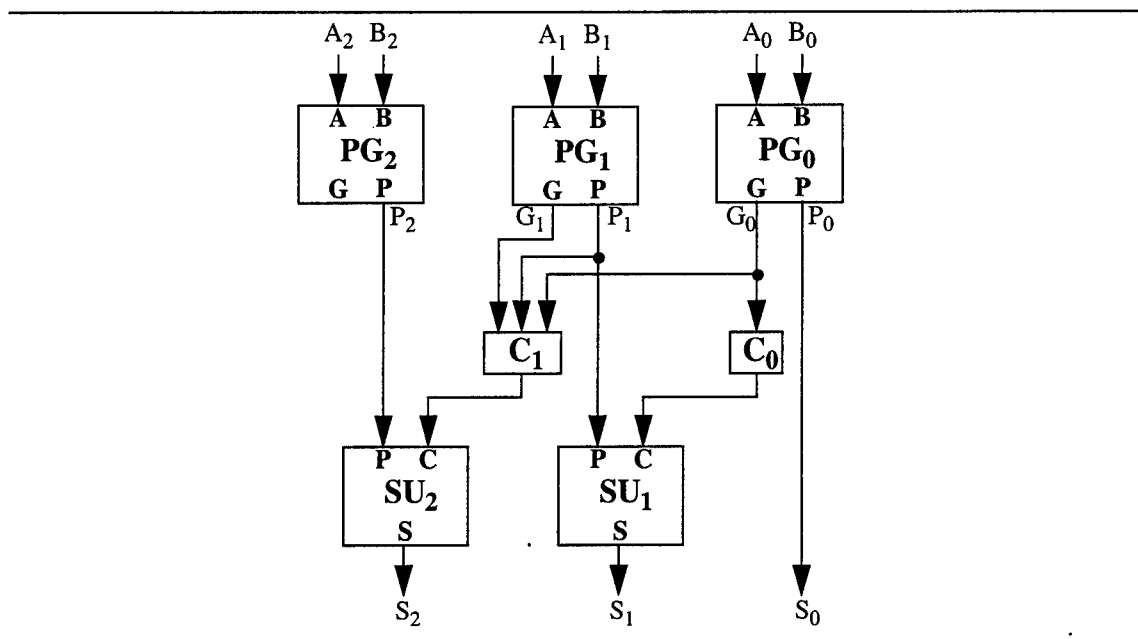 A₂ B₂ A₁ B₁ A₀ B₀
A B A B A B
PG₂ PG₁ PG₀
G P G P G P
P₂ G₁ P₁ G₀ P₀
C₁ C₀
P C P C
SU₂ SU₁
S S
S₂ S₁ S₀